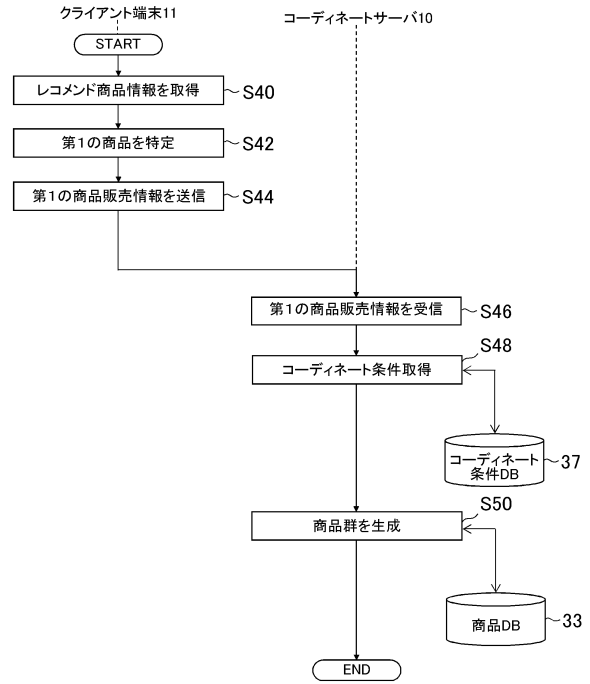 クライアント端末11
コーディネートサーバ10
START
レコメンド商品情報を取得
S40
第1の商品を特定
S42
第1の商品販売情報を送信
S44
第1の商品販売情報を受信
S46
コーディネート条件取得
S48
コーディネート
条件DB
37
商品群を生成
S50
商品DB
33
END